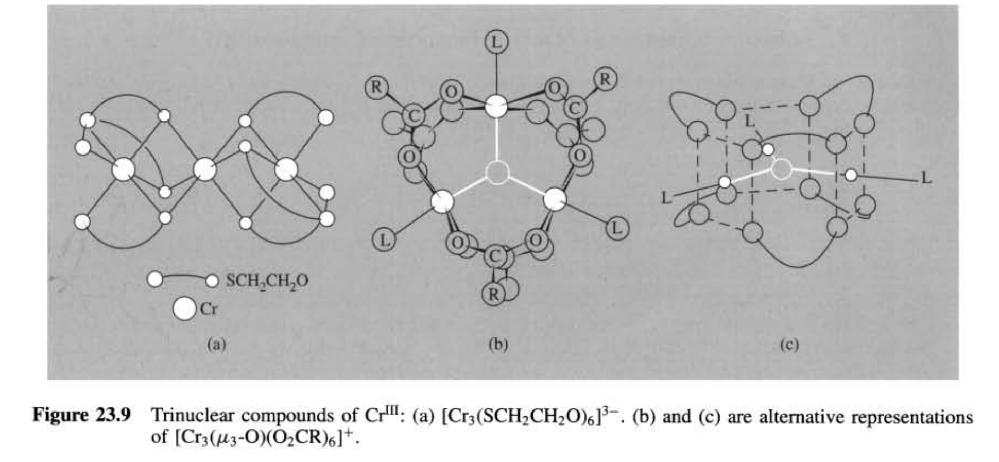 L
R O O R
C C
O O
L O O L
C
R
L
L L
SCH₂CH₂O
Cr
(a) (b) (c)
Figure 23.9 Trinuclear compounds of Crᴵᴵᴵ: (a) [Cr₃(SCH₂CH₂O)₆]³⁻. (b) and (c) are alternative representations
of [Cr₃(μ₃-O)(O₂CR)₆]⁺.